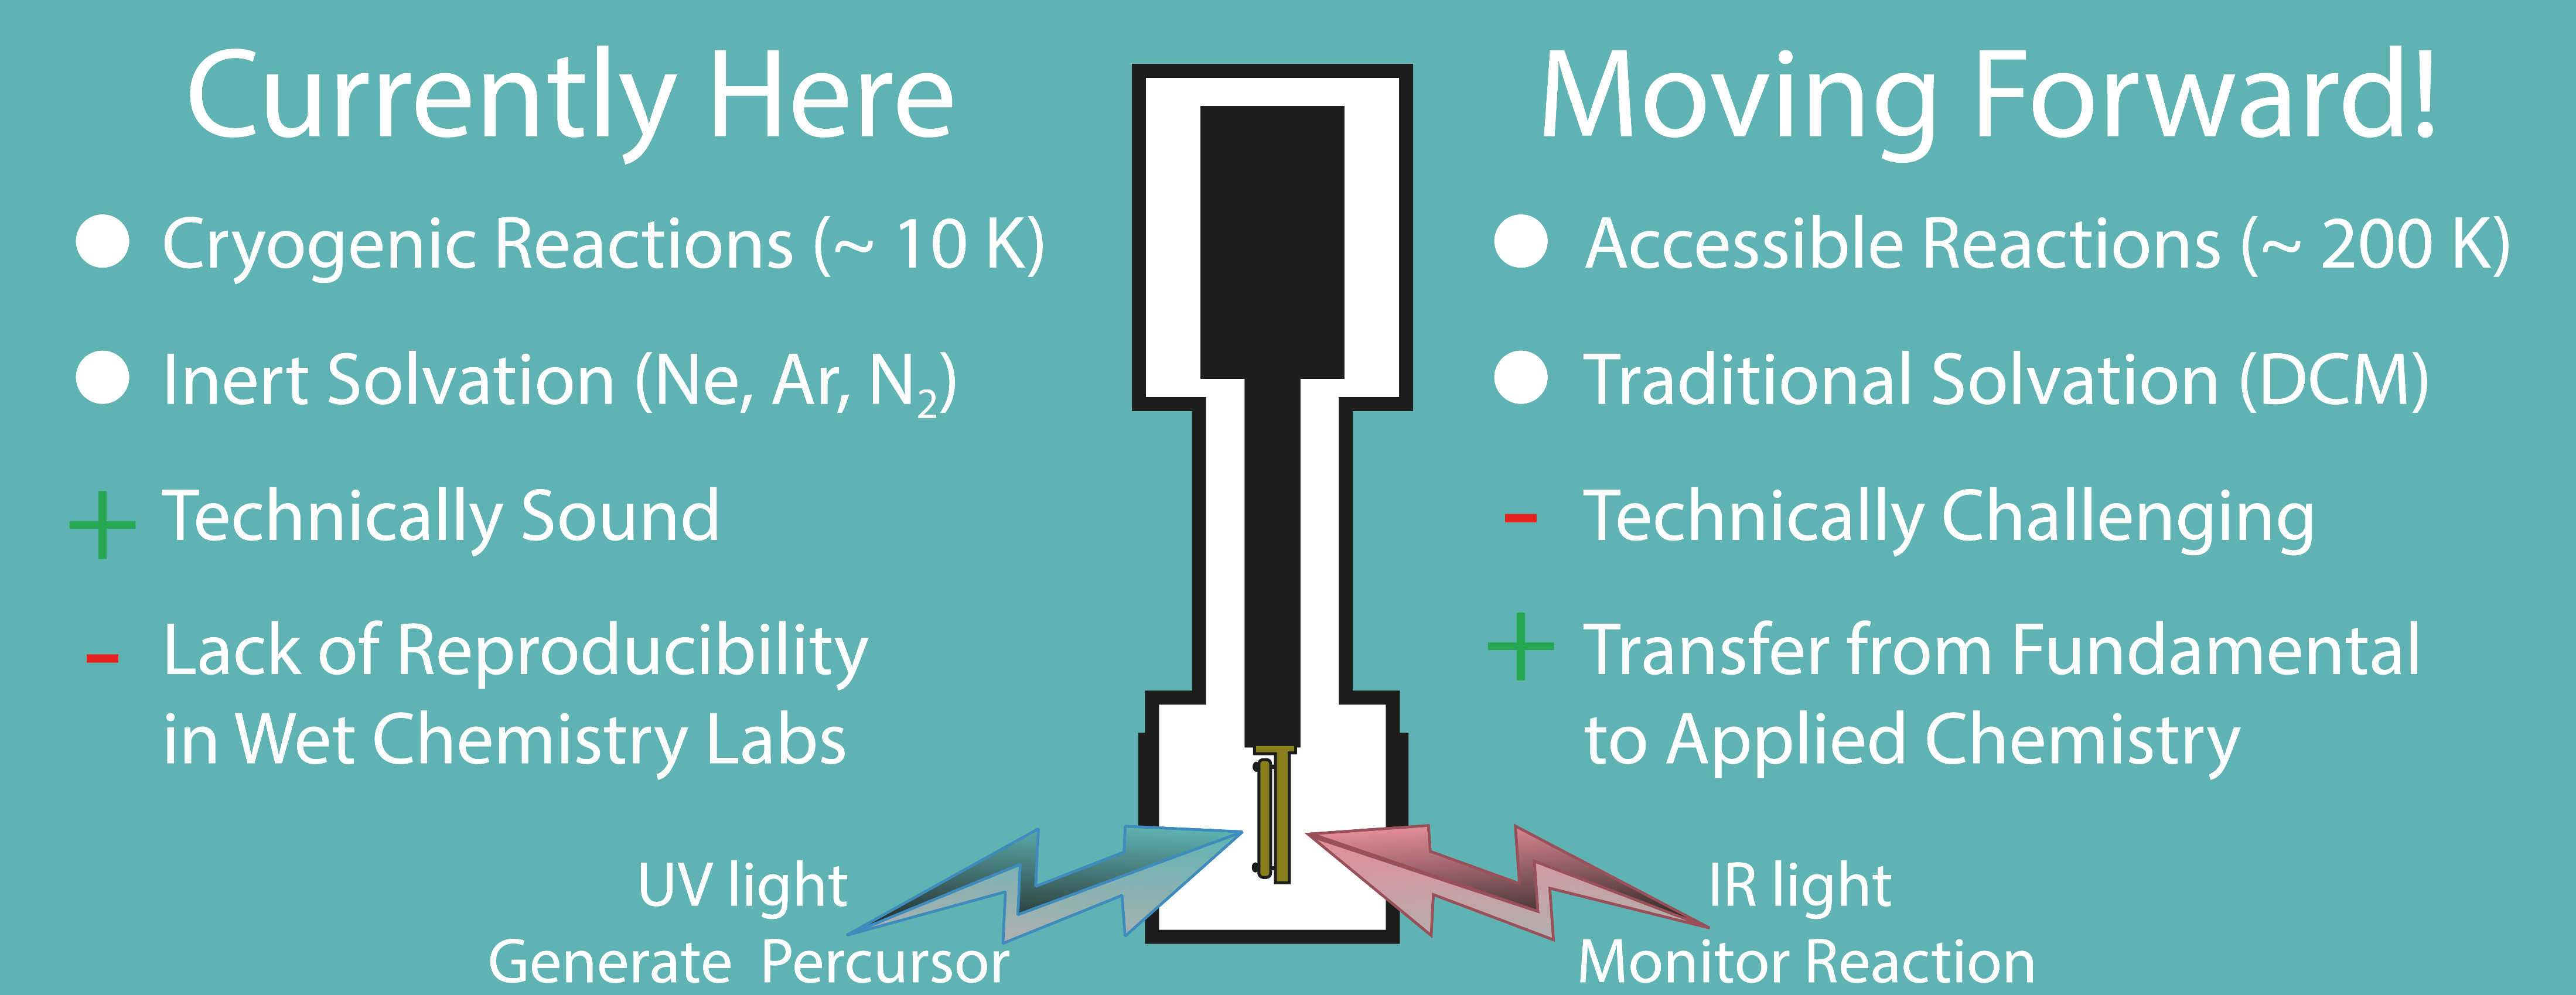 Currently Here
● Cryogenic Reactions (~ 10 K)
● Inert Solvation (Ne, Ar, N₂)
+ Technically Sound
- Lack of Reproducibility
in Wet Chemistry Labs
UV light
Generate Percursor
Moving Forward!
● Accessible Reactions (~ 200 K)
● Traditional Solvation (DCM)
- Technically Challenging
+ Transfer from Fundamental
to Applied Chemistry
IR light
Monitor Reaction